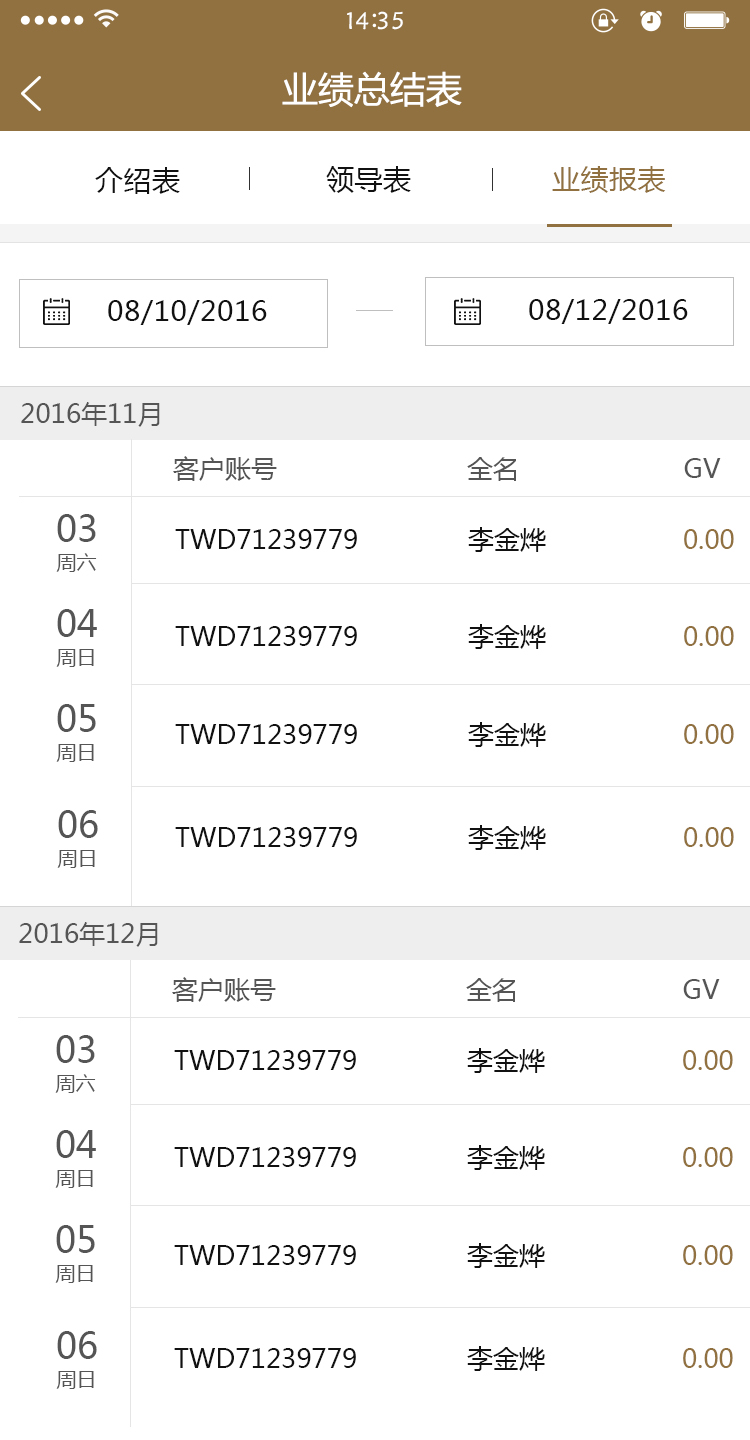 14:35
业绩总结表
介绍表 领导表 业绩报表
08/10/2016 08/12/2016
2016年11月
客户账号 全名 GV
03 TWD71239779 李金烨 0.00
周六
04 TWD71239779 李金烨 0.00
周日
05 TWD71239779 李金烨 0.00
周日
06 TWD71239779 李金烨 0.00
周日
2016年12月
客户账号 全名 GV
03 TWD71239779 李金烨 0.00
周六
04 TWD71239779 李金烨 0.00
周日
05 TWD71239779 李金烨 0.00
周日
06 TWD71239779 李金烨 0.00
周日